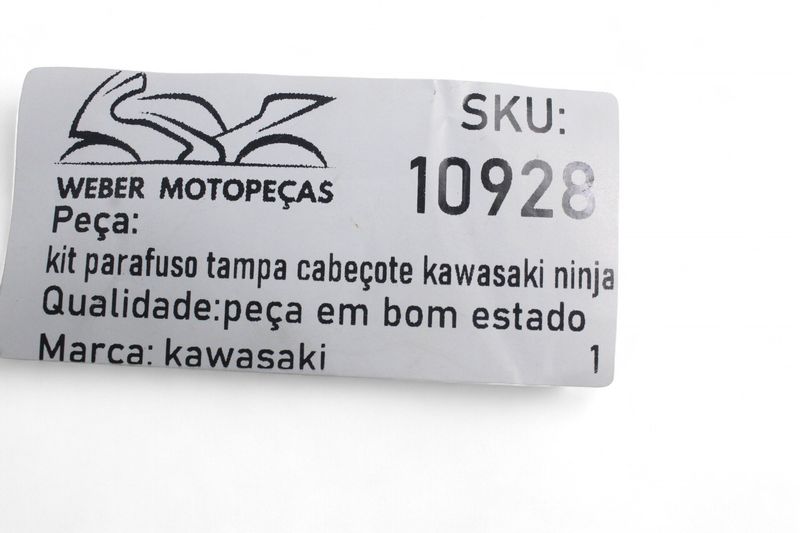 WEBER MOTOPEÇAS
SKU:
10928
Peça:
kit parafuso tampa cabeçote kawasaki ninja
Qualidade:peça em bom estado
Marca: kawasaki 1